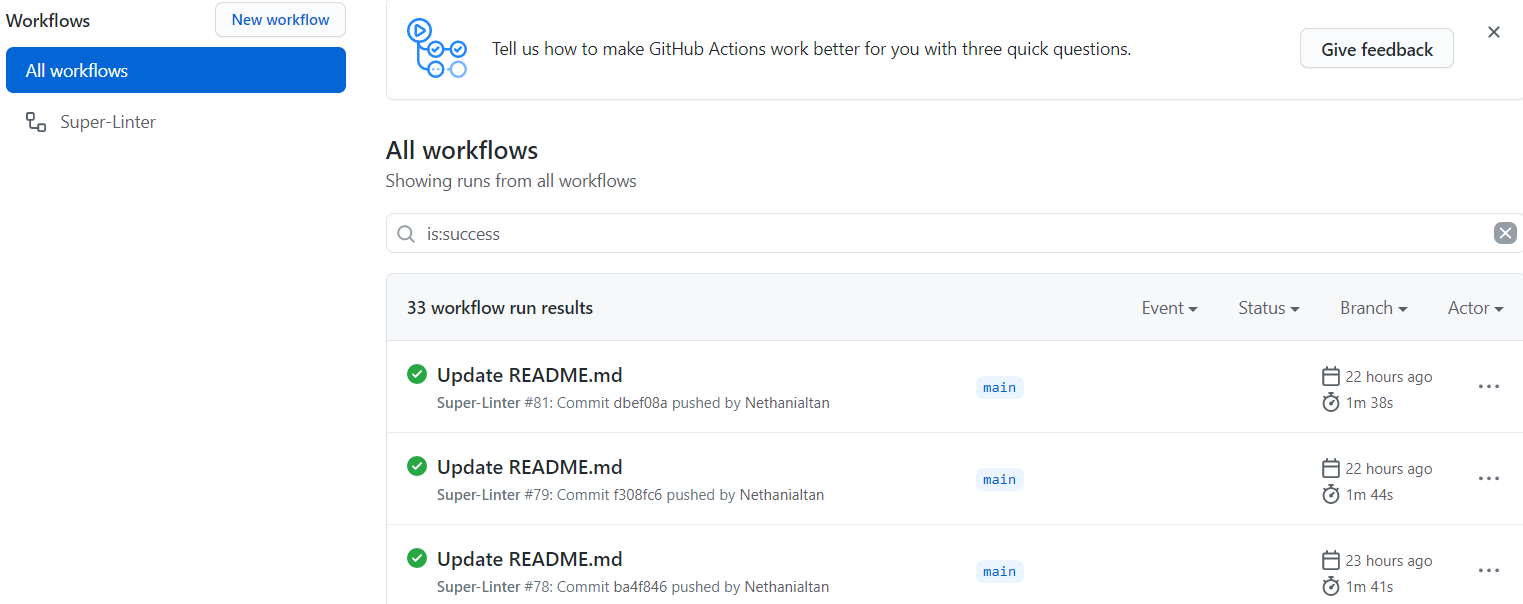 Workflows
New workflow
All workflows
Super-Linter
Tell us how to make GitHub Actions work better for you with three quick questions.
Give feedback
All workflows
Showing runs from all workflows
is:success
33 workflow run results
Event
Status
Branch
Actor
Update README.md
main
22 hours ago
Super-Linter #81: Commit dbef08a pushed by Nethanialtan
1m 38s
Update README.md
main
22 hours ago
Super-Linter #79: Commit f308fc6 pushed by Nethanialtan
1m 44s
Update README.md
main
23 hours ago
Super-Linter #78: Commit ba4f846 pushed by Nethanialtan
1m 41s